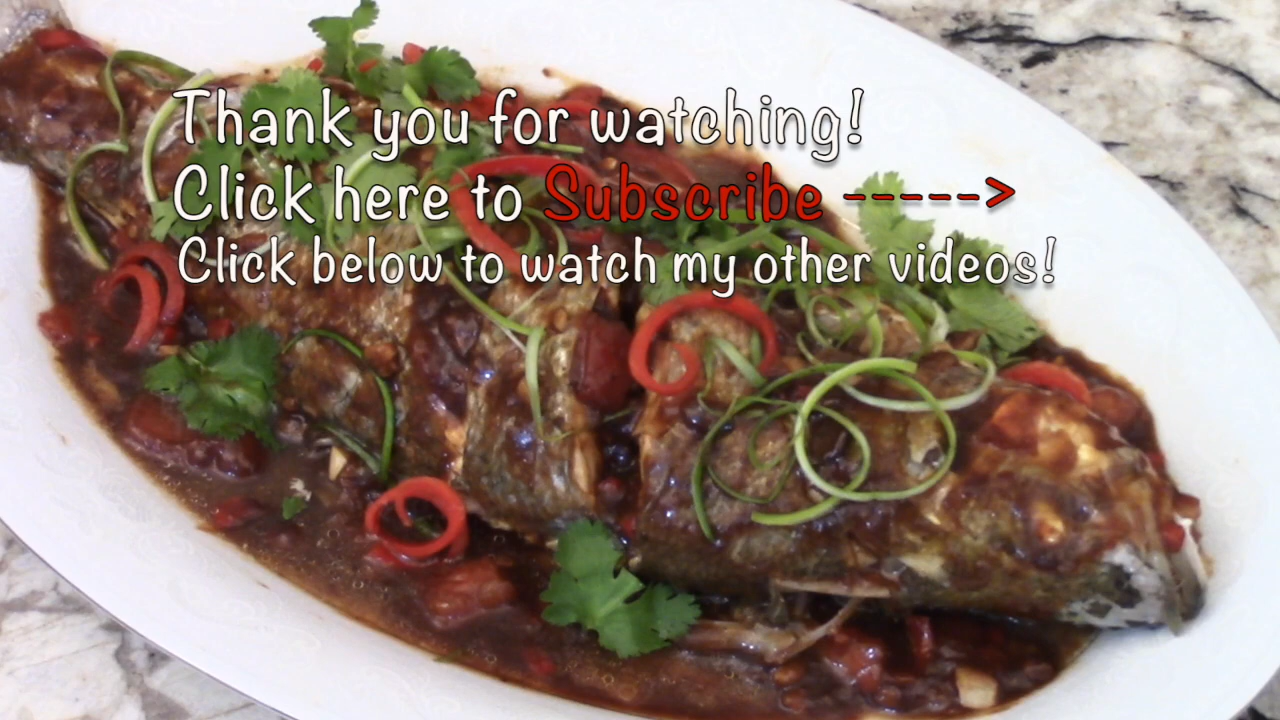 Thank you for watching!
Click here to Subscribe ----->
Click below to watch my other videos!